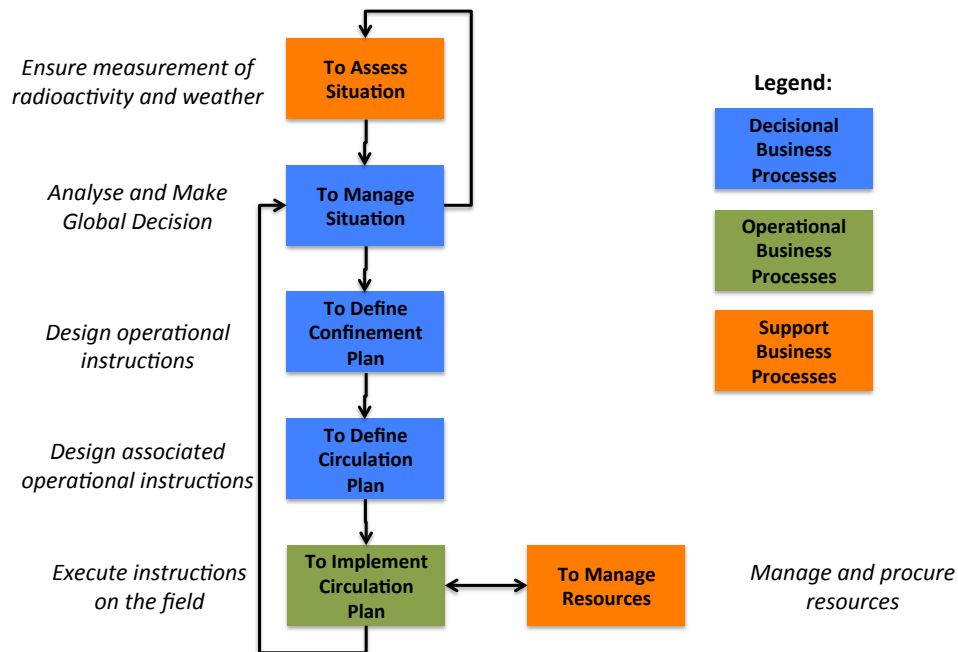 Ensure measurement of
radioactivity and weather
To Assess
Situation
Analyse and Make
Global Decision
To Manage
Situation
Design operational
instructions
To Define
Confinement
Plan
Design associated
operational instructions
To Define
Circulation
Plan
Execute instructions
on the field
To Implement
Circulation
Plan
To Manage
Resources
Manage and procure
resources
Legend:
Decisional
Business
Processes
Operational
Business
Processes
Support
Business
Processes